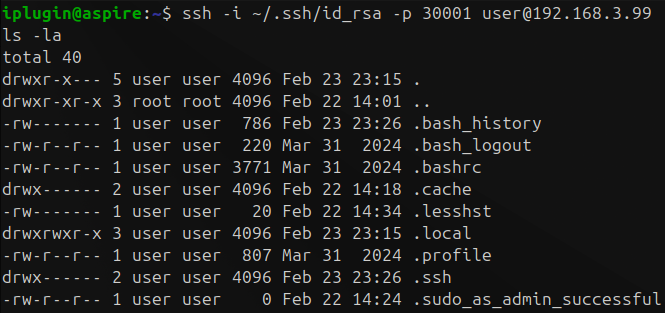 iplugin@aspire:~$ ssh -i ~/.ssh/id_rsa -p 30001 user@192.168.3.99
ls -la
total 40
drwxr-x--- 5 user user 4096 Feb 23 23:15 .
drwxr-xr-x 3 root root 4096 Feb 22 14:01 ..
-rw------- 1 user user  786 Feb 23 23:26 .bash_history
-rw-r--r-- 1 user user  220 Mar 31  2024 .bash_logout
-rw-r--r-- 1 user user 3771 Mar 31  2024 .bashrc
drwx------ 2 user user 4096 Feb 22 14:18 .cache
-rw------- 1 user user   20 Feb 22 14:34 .lesshst
drwxrwxr-x 3 user user 4096 Feb 23 23:15 .local
-rw-r--r-- 1 user user  807 Mar 31  2024 .profile
drwx------ 2 user user 4096 Feb 23 23:26 .ssh
-rw-r--r-- 1 user user    0 Feb 22 14:24 .sudo_as_admin_successful